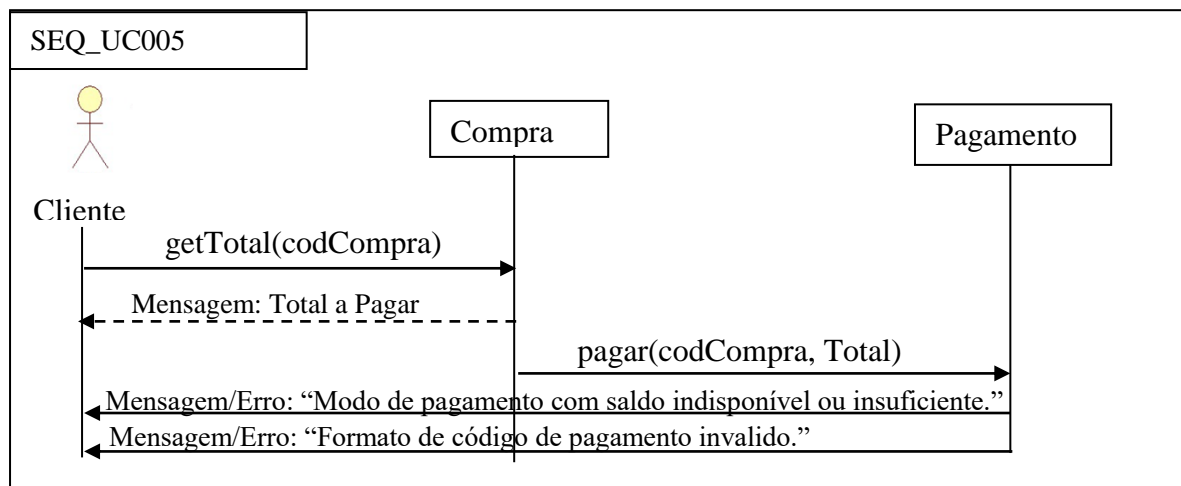 SEQ_UC005
Compra
Pagamento
Cliente
getTotal(codCompra)
Mensagem: Total a Pagar
pagar(codCompra, Total)
Mensagem/Erro: “Modo de pagamento com saldo indisponível ou insuficiente.”
Mensagem/Erro: “Formato de código de pagamento invalido.”